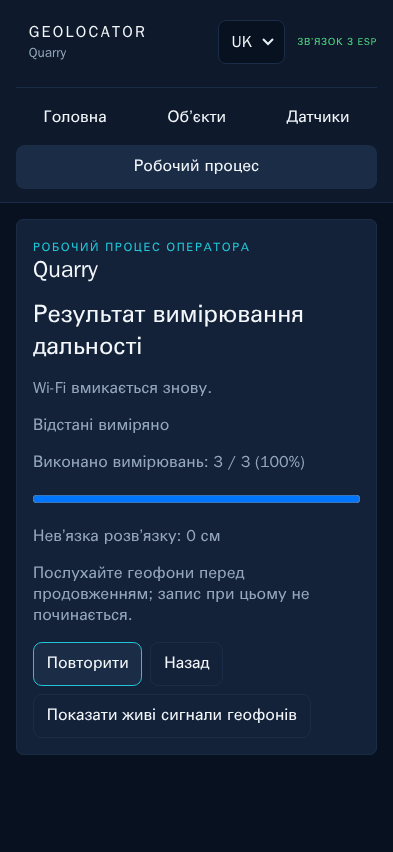 GEOLOCATOR
Quarry
UK
ЗВ'ЯЗОК З ESP
Головна
Об'єкти
Датчики
Робочий процес
РОБОЧИЙ ПРОЦЕС ОПЕРАТОРА
Quarry
Результат вимірювання
дальності
Wi-Fi вмикається знову.
Відстані виміряно
Виконано вимірювань: 3 / 3 (100%)
Нев'язка розв'язку: 0 см
Послухайте геофони перед
продовженням; запис при цьому не
починається.
Повторити
Назад
Показати живі сигнали геофонів